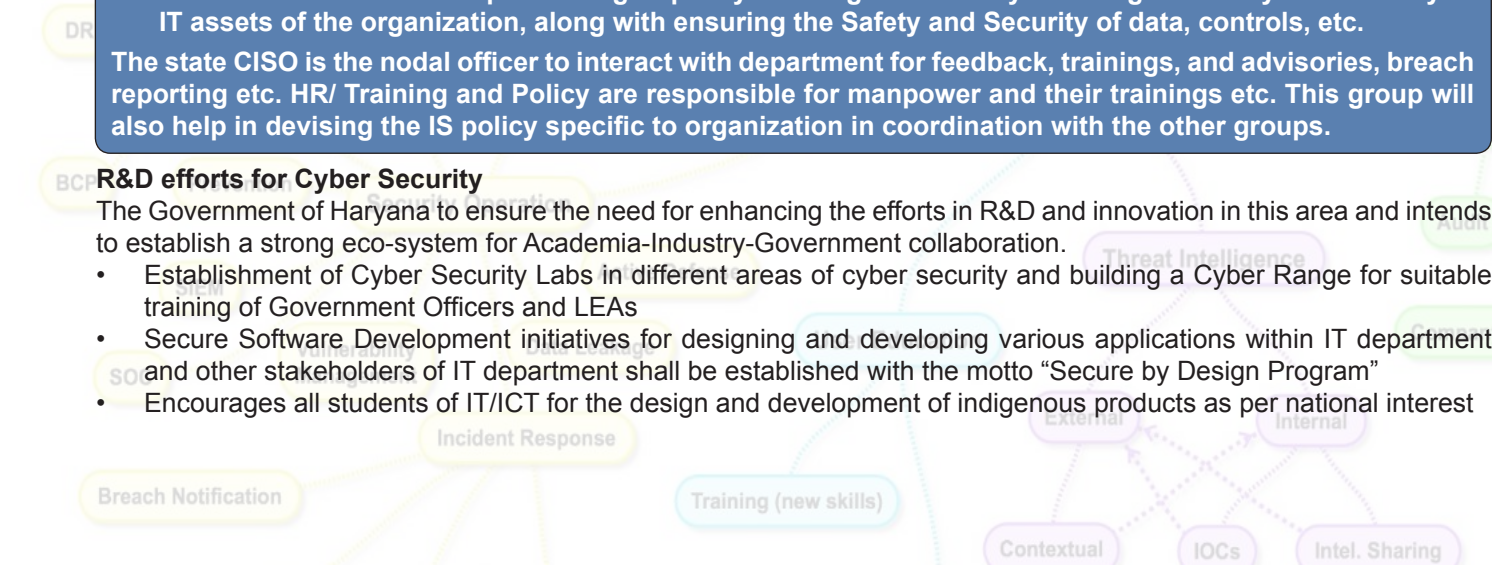 IT assets of the organization, along with ensuring the Safety and Security of data, controls, etc.
The state CISO is the nodal officer to interact with department for feedback, trainings, and advisories, breach
reporting etc. HR/ Training and Policy are responsible for manpower and their trainings etc. This group will
also help in devising the IS policy specific to organization in coordination with the other groups.
R&D efforts for Cyber Security
The Government of Haryana to ensure the need for enhancing the efforts in R&D and innovation in this area and intends
to establish a strong eco-system for Academia-Industry-Government collaboration.
• Establishment of Cyber Security Labs in different areas of cyber security and building a Cyber Range for suitable
training of Government Officers and LEAs
• Secure Software Development initiatives for designing and developing various applications within IT department
and other stakeholders of IT department shall be established with the motto “Secure by Design Program”
• Encourages all students of IT/ICT for the design and development of indigenous products as per national interest
DR
BCP
Prevention
Security Operation
Audit
Threat Intelligence
SIEM
Vulnerability
Management
Data Leakage
SOC
External
Internal
Incident Response
Breach Notification
Training (new skills)
Contextual
IOCs
Intel. Sharing